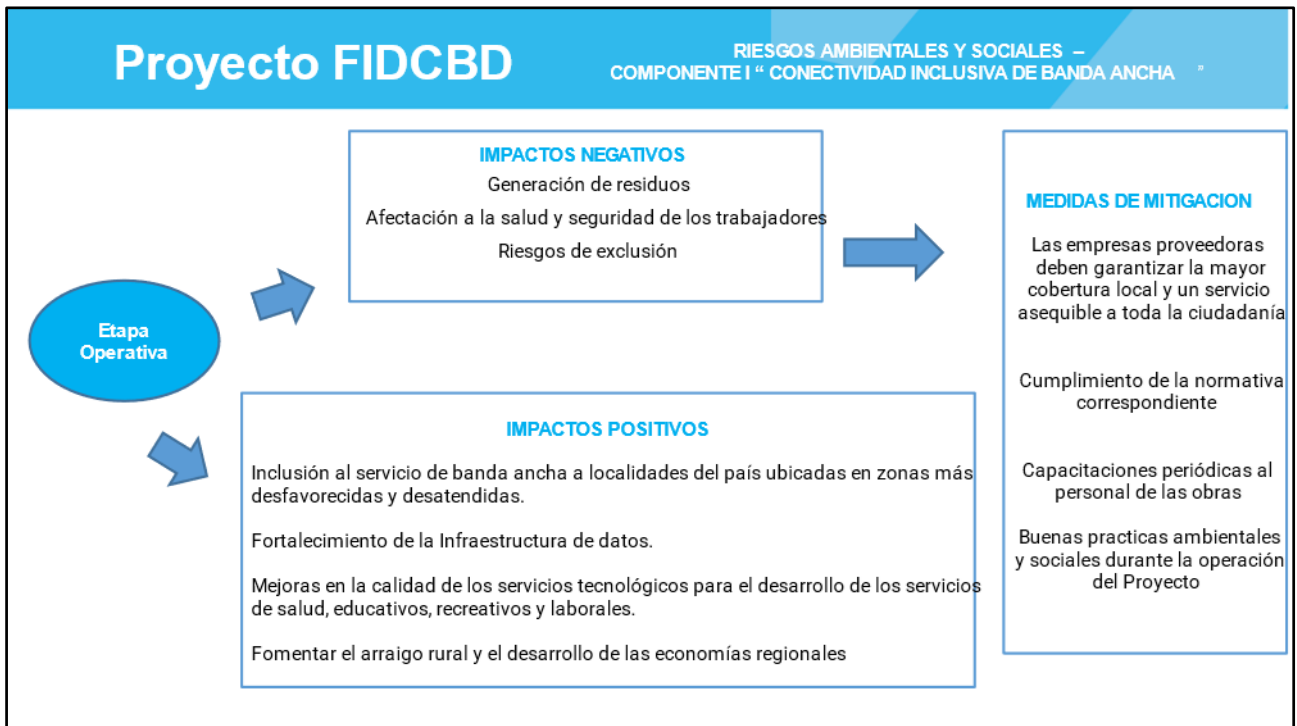 Proyecto FIDCBD
RIESGOS AMBIENTALES Y SOCIALES –
COMPONENTE I “ CONECTIVIDAD INCLUSIVA DE BANDA ANCHA ”
Etapa
Operativa
IMPACTOS NEGATIVOS
Generación de residuos
Afectación a la salud y seguridad de los trabajadores
Riesgos de exclusión
IMPACTOS POSITIVOS
Inclusión al servicio de banda ancha a localidades del país ubicadas en zonas más
desfavorecidas y desatendidas.
Fortalecimiento de la Infraestructura de datos.
Mejoras en la calidad de los servicios tecnológicos para el desarrollo de los servicios
de salud, educativos, recreativos y laborales.
Fomentar el arraigo rural y el desarrollo de las economías regionales
MEDIDAS DE MITIGACION
Las empresas proveedoras
deben garantizar la mayor
cobertura local y un servicio
asequible a toda la ciudadanía
Cumplimiento de la normativa
correspondiente
Capacitaciones periódicas al
personal de las obras
Buenas practicas ambientales
y sociales durante la operación
del Proyecto